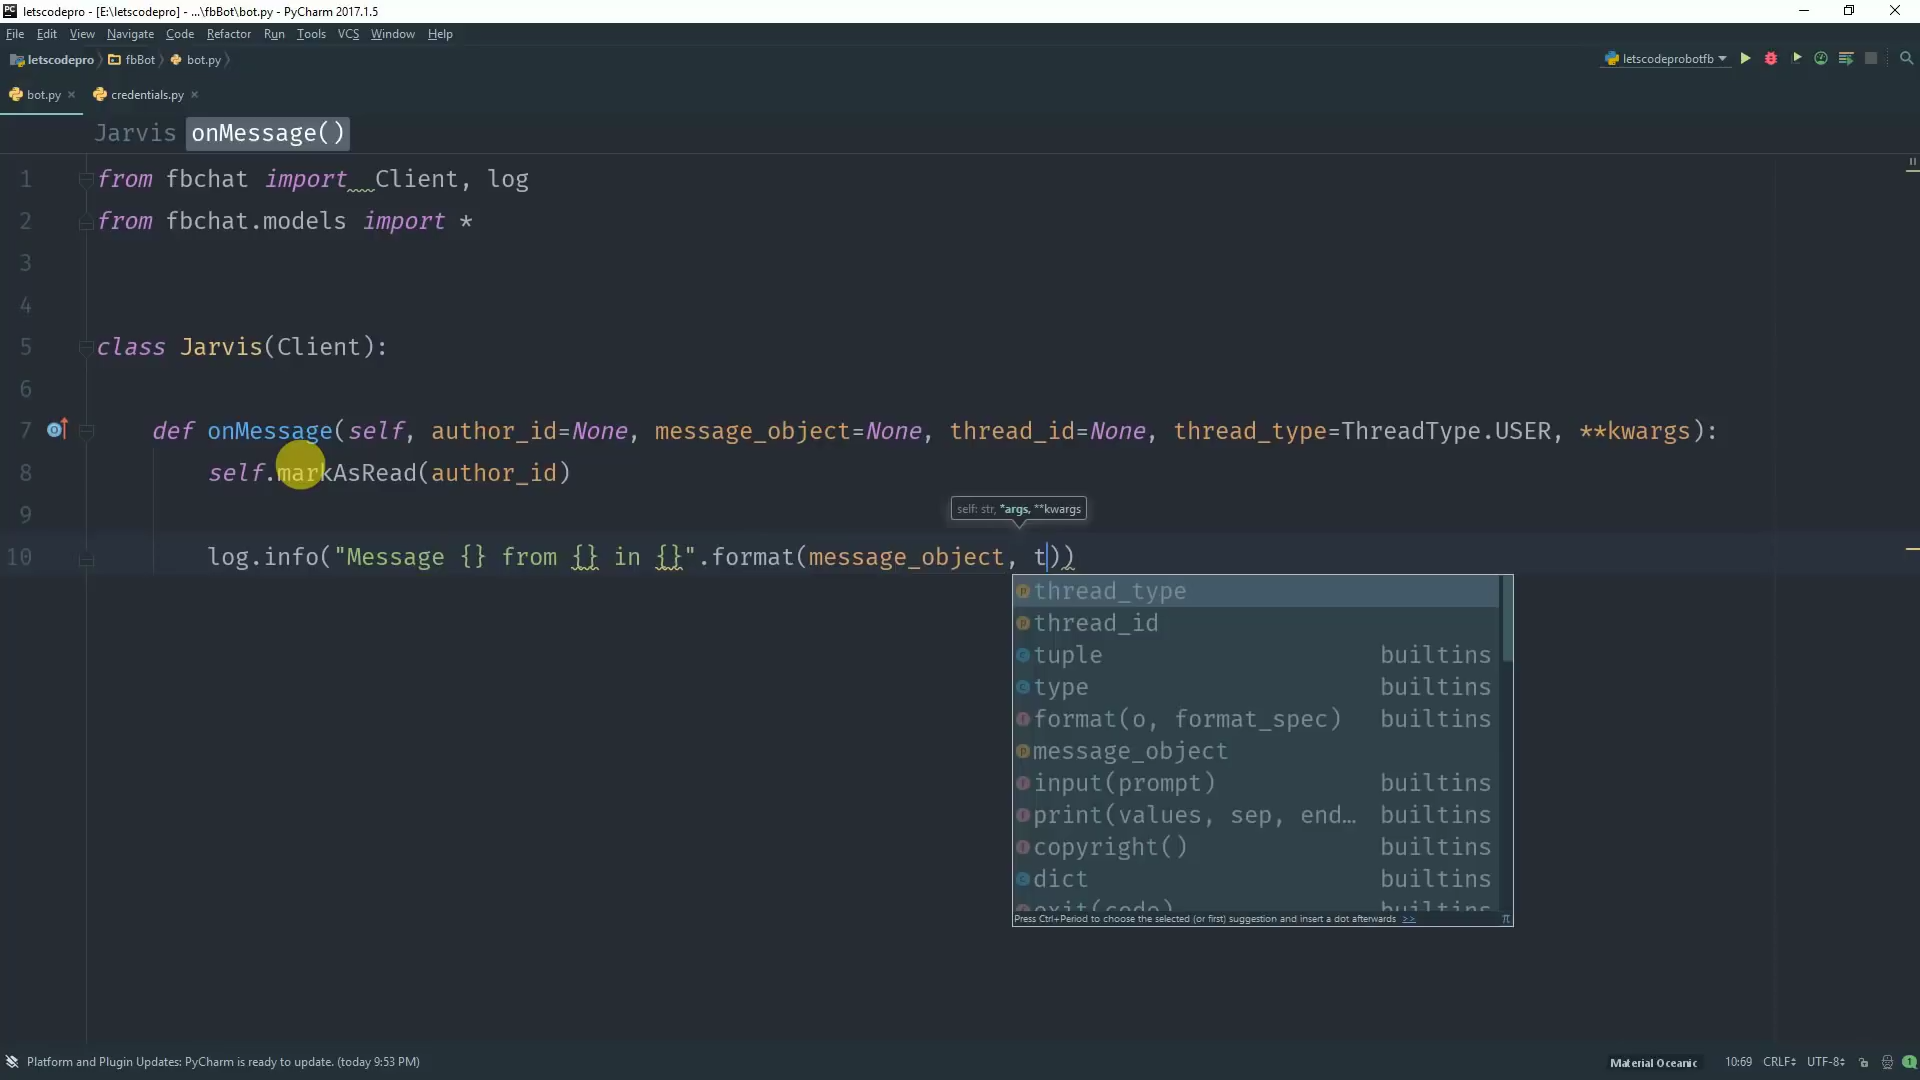 letscodepro - [E:\letscodepro] - ...\fbBot\bot.py - PyCharm 2017.1.5
File Edit View Navigate Code Refactor Run Tools VCS Window Help
letscodepro fbBot bot.py letscodeprobotfb
bot.py credentials.py
Jarvis onMessage()
1 from fbchat import  Client, log
2 from fbchat.models import *
3
4
5 class Jarvis(Client):
6
7 def onMessage(self, author_id=None, message_object=None, thread_id=None, thread_type=ThreadType.USER, **kwargs):
8 self.markAsRead(author_id)
9
self: str, *args, **kwargs
10 log.info("Message {} from {} in {}".format(message_object, t))
thread_type
thread_id
tuple builtins
type builtins
format(o, format_spec) builtins
message_object
input(prompt) builtins
print(values, sep, end… builtins
copyright() builtins
dict builtins
exit(code) builtins
Press Ctrl+Period to choose the selected (or first) suggestion and insert a dot afterwards >> π
Platform and Plugin Updates: PyCharm is ready to update. (today 9:53 PM) Material Oceanic 10:69 CRLF UTF-8 1